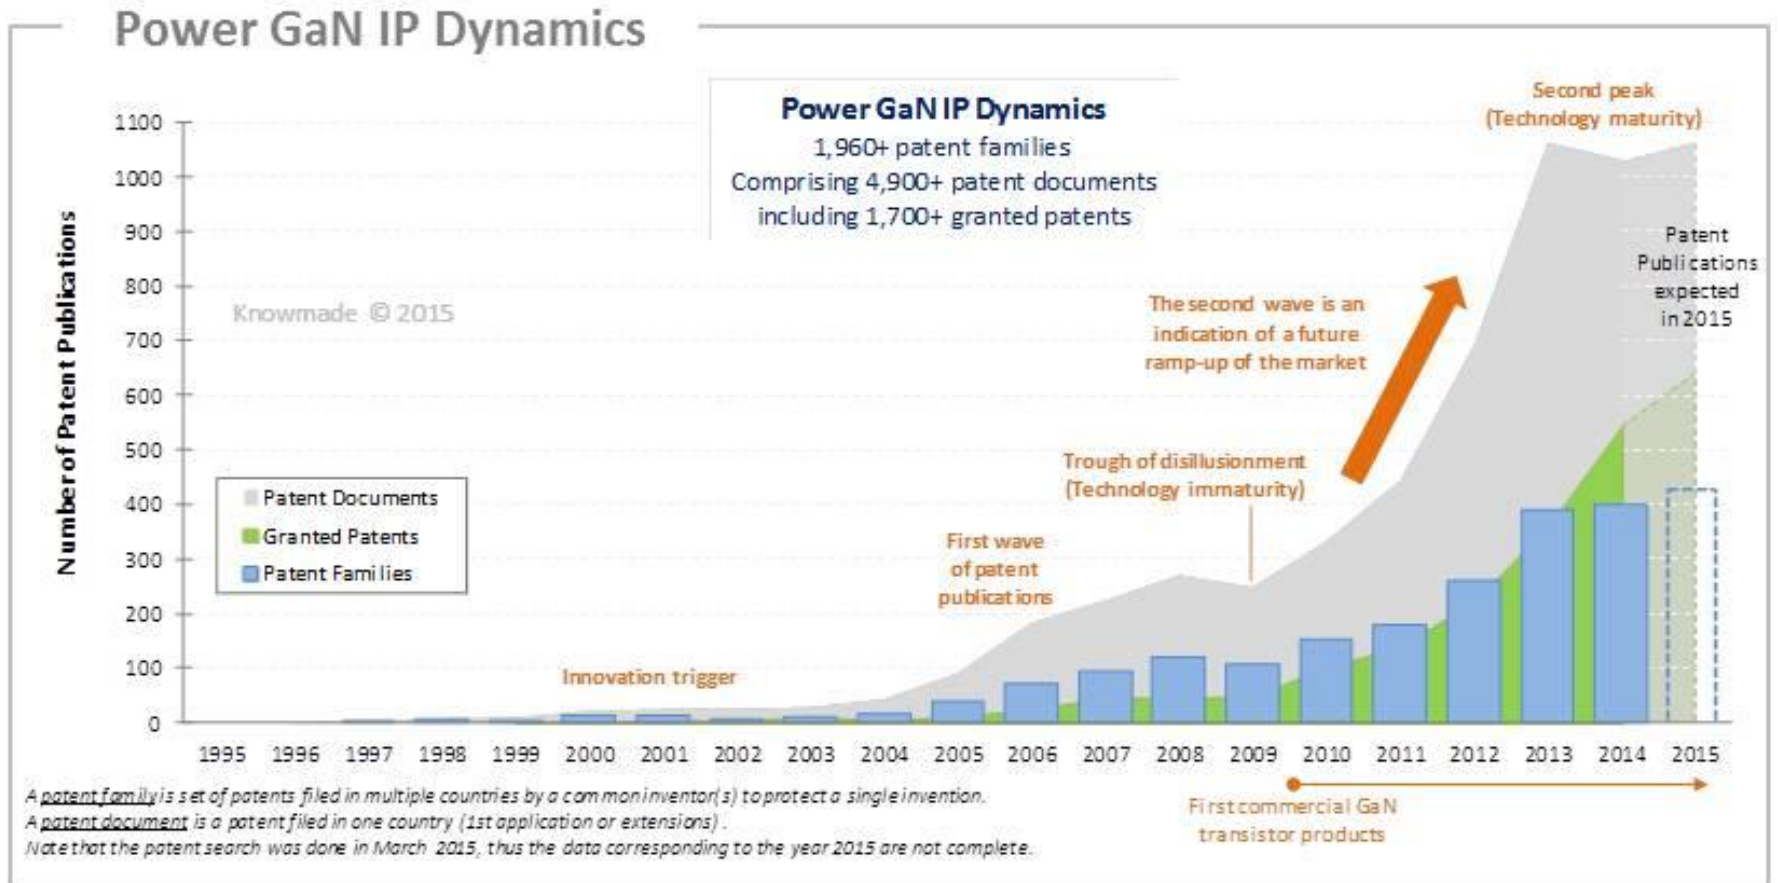 Power GaN IP Dynamics
Power GaN IP Dynamics
1,960+ patent families
Comprising 4,900+ patent documents
including 1,700+ granted patents
Second peak
(Technology maturity)
Number of Patent Publications
1100
1000
900
800
700
600
500
400
300
200
100
0
Knowmade © 2015
Patent
Publications
expected
in 2015
The second wave is an
indication of a future
ramp-up of the market
Trough of disillusionment
(Technology immaturity)
First wave
of patent
publications
Innovation trigger
Patent Documents
Granted Patents
Patent Families
1995 1996 1997 1998 1999 2000 2001 2002 2003 2004 2005 2006 2007 2008 2009 2010 2011 2012 2013 2014 2015
First commercial GaN
transistor products
A patent family is set of patents filed in multiple countries by a common inventor(s) to protect a single invention.
A patent document is a patent filed in one country (1st application or extensions) .
Note that the patent search was done in March 2015, thus the data corresponding to the year 2015 are not complete.